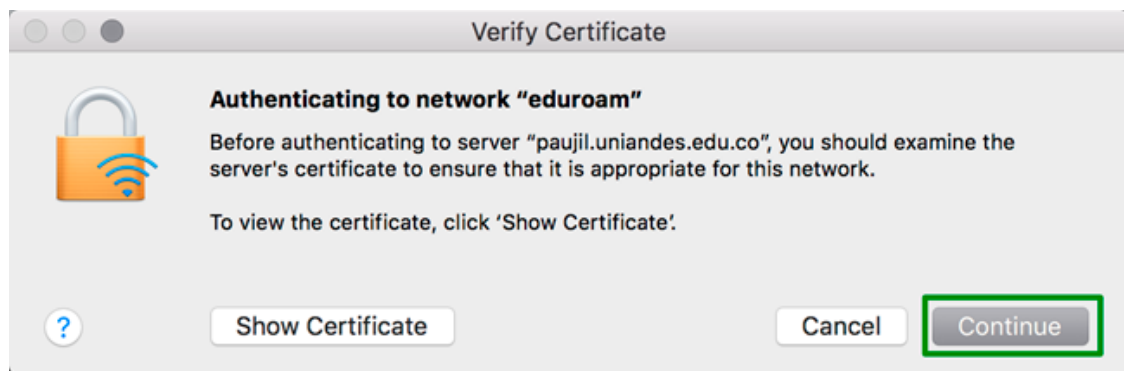 Verify Certificate
Authenticating to network “eduroam”
Before authenticating to server “paujil.uniandes.edu.co”, you should examine the
server's certificate to ensure that it is appropriate for this network.
To view the certificate, click ‘Show Certificate’.
?
Show Certificate
Cancel
Continue